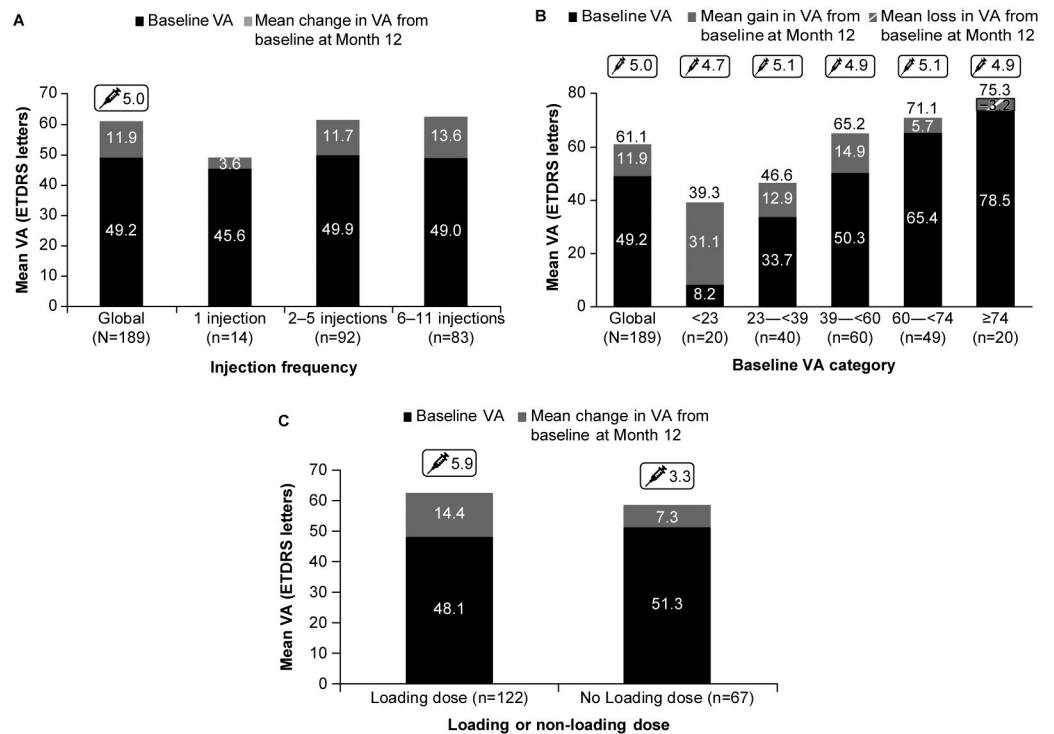 A
Baseline VA
Mean change in VA from
baseline at Month 12
5.0
Mean VA (ETDRS letters)
70
60
50
40
30
20
10
0
11.9
49.2
3.6
45.6
11.7
49.9
13.6
49.0
Global
(N=189)
1 injection
(n=14)
2–5 injections
(n=92)
6–11 injections
(n=83)
Injection frequency
B
Baseline VA
Mean gain in VA from
baseline at Month 12
Mean loss in VA from
baseline at Month 12
5.0
4.7
5.1
4.9
5.1
4.9
Mean VA (ETDRS letters)
80
60
40
20
0
61.1
11.9
49.2
39.3
31.1
8.2
46.6
12.9
33.7
65.2
14.9
50.3
71.1
5.7
65.4
75.3
−3.2
78.5
Global
(N=189)
<23
(n=20)
23—<39
(n=40)
39—<60
(n=60)
60—<74
(n=49)
≥74
(n=20)
Baseline VA category
C
Baseline VA
Mean change in VA from
baseline at Month 12
5.9
3.3
Mean VA (ETDRS letters)
70
60
50
40
30
20
10
0
14.4
48.1
7.3
51.3
Loading dose (n=122)
No Loading dose (n=67)
Loading or non-loading dose